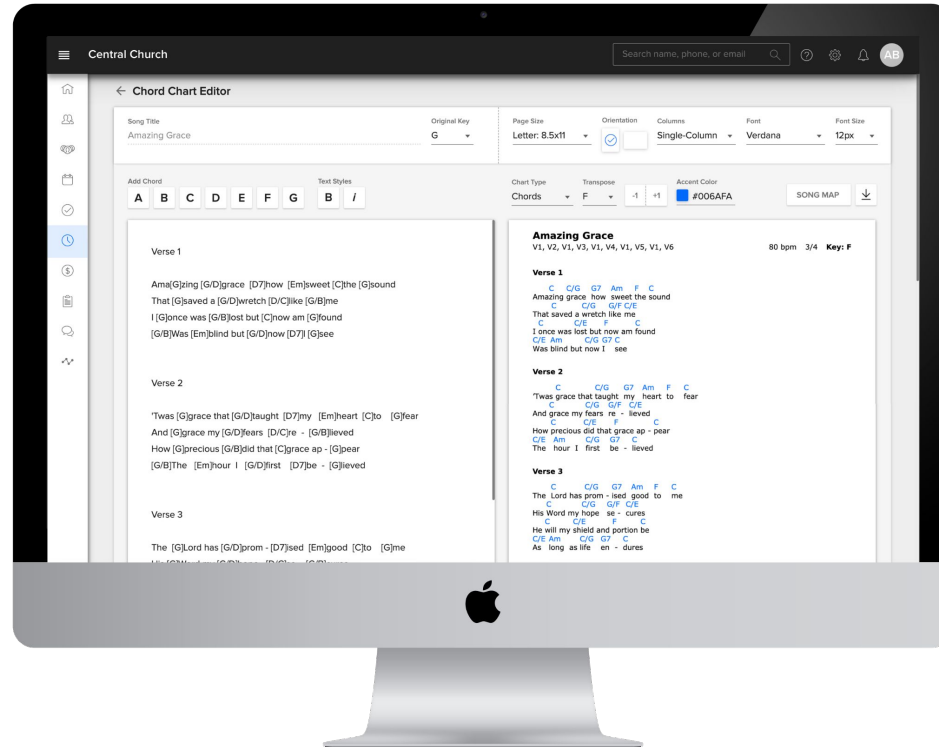 Central Church
Search name, phone, or email
AB
Chord Chart Editor
Song Title
Original Key
Page Size
Orientation
Columns
Font
Font Size
Amazing Grace
G
Letter: 8.5x11
Single-Column
Verdana
12px
Add Chord
Text Styles
Chart Type
Transpose
Accent Color
A B C D E F G B i
Chords
F
-1 +1
#006AFA
SONG MAP
Verse 1
Ama[G]zing [G/D]grace [D7]how [Em]sweet [C]the [G]sound
That [G]saved a [G/D]wretch [D/C]like [G/B]me
I [G]once was [G/B]lost but [C]now am [G]found
[G/B]Was [Em]blind but [G/D]now [D7]I [G]see
Verse 2
'Twas [G]grace that [G/D]taught [D7]my [Em]heart [C]to [G]fear
And [G]grace my [G/D]fears [D/C]re - [G/B]lieved
How [G]precious [G/B]did that [C]grace ap - [G]pear
[G/B]The [Em]hour I [G/D]first [D7]be - [G]lieved
Verse 3
The [G]Lord has [G/D]prom - [D7]ised [Em]good [C]to [G]me
Amazing Grace
V1, V2, V1, V3, V1, V4, V1, V5, V1, V6
80 bpm 3/4 Key: F
Verse 1
C C/G G7 Am F C
Amazing grace how sweet the sound
C C/G G/F C/E
That saved a wretch like me
C C/E F C
I once was lost but now am found
C/E Am C/G G7 C
Was blind but now I see
Verse 2
C C/G G7 Am F C
'Twas grace that taught my heart to fear
C C/G G/F C/E
And grace my fears re - lieved
C C/E F C
How precious did that grace ap - pear
C/E Am C/G G7 C
The hour I first be - lieved
Verse 3
C C/G G7 Am F C
The Lord has prom - ised good to me
C C/G G/F C/E
His Word my hope se - cures
C C/E F C
He will my shield and portion be
C/E Am C/G G7 C
As long as life en - dures